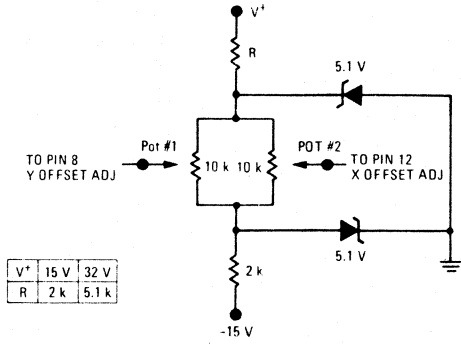 V+
R
5.1 V
Pot #1
POT #2
TO PIN 8
Y OFFSET ADJ
10 k 10 k
TO PIN 12
X OFFSET ADJ
5.1 V
V+ 15 V 32 V
R 2 k 5.1 k
2 k
-15 V